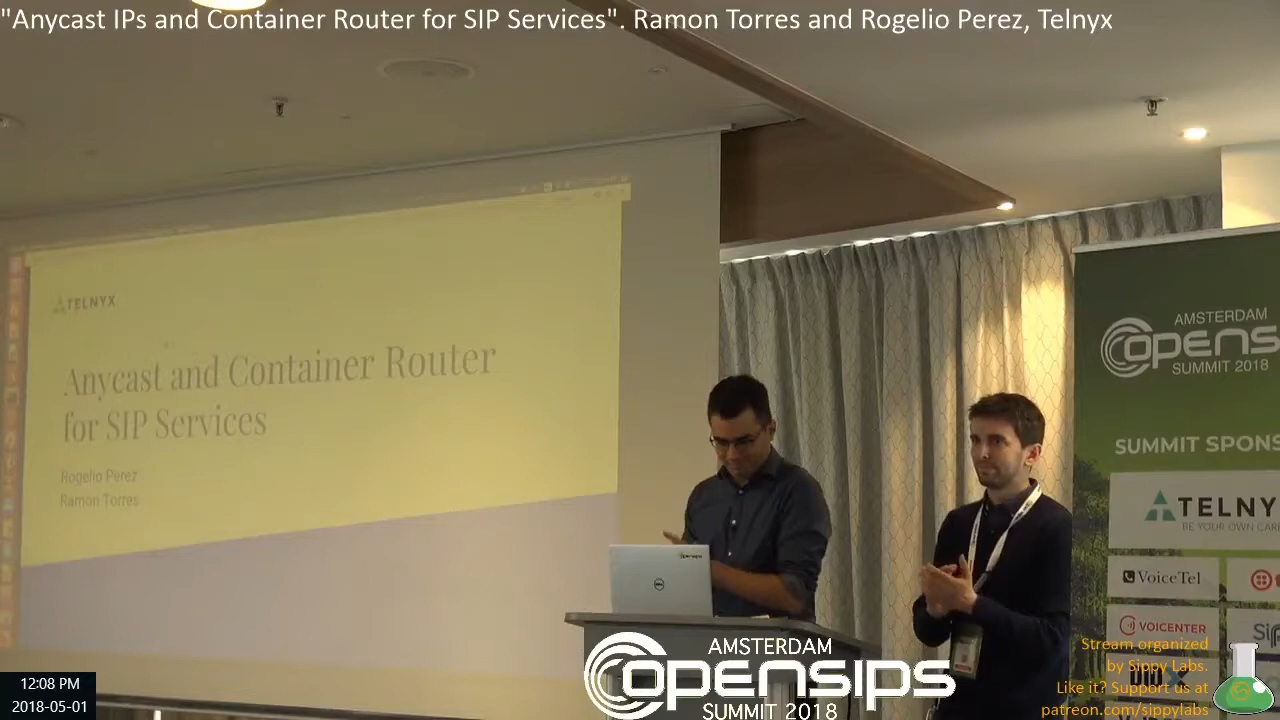 "Anycast IPs and Container Router for SIP Services". Ramon Torres and Rogelio Perez, Telnyx
TELNYX
Anycast and Container Router
for SIP Services
Rogelio Perez
Ramon Torres
AMSTERDAM
OPENS
SUMMIT 2018
SUMMIT SPONS
TELNY
BE YOUR OWN CAR
VoiceTel
VOICENTER
Sip
DELL
AMSTERDAM
OPENSIPS
SUMMIT 2018
Stream organized
by Sippy Labs.
Like it? Support us at
patreon.com/sippylabs
12:08 PM
2018-05-01